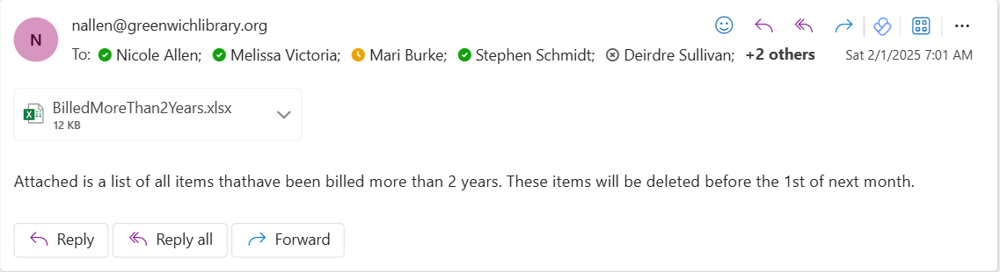 nallen@greenwichlibrary.org
N
To: Nicole Allen; Melissa Victoria; Mari Burke; Stephen Schmidt; Deirdre Sullivan; +2 others
Sat 2/1/2025 7:01 AM
BilledMoreThan2Years.xlsx
12 KB
Attached is a list of all items thathave been billed more than 2 years. These items will be deleted before the 1st of next month.
Reply
Reply all
Forward